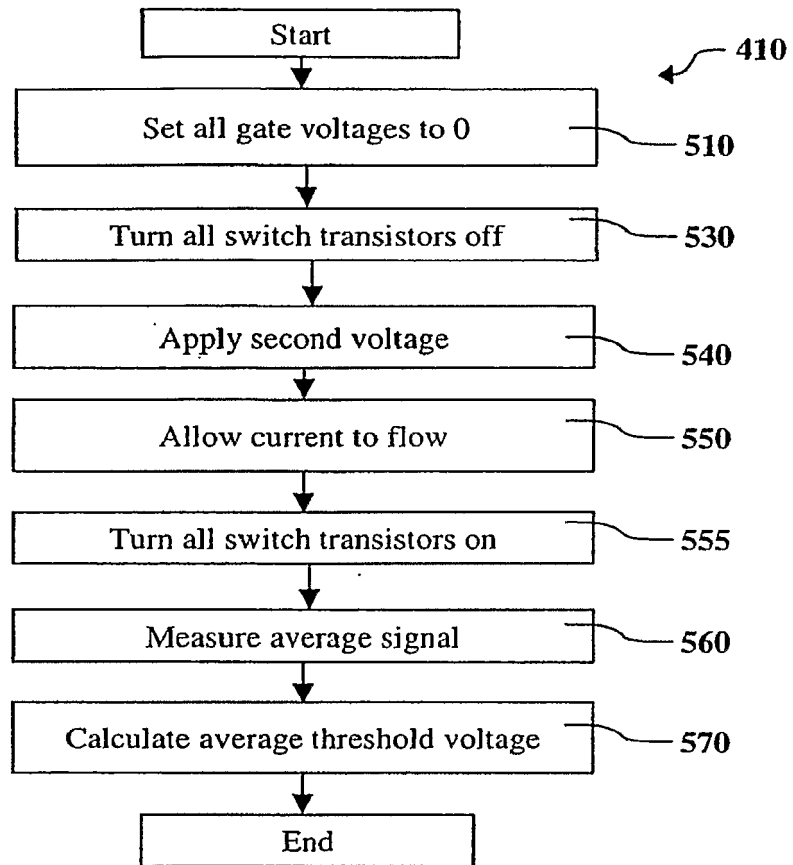 Start
410
Set all gate voltages to 0
510
Turn all switch transistors off
530
Apply second voltage
540
Allow current to flow
550
Turn all switch transistors on
555
Measure average signal
560
Calculate average threshold voltage
570
End